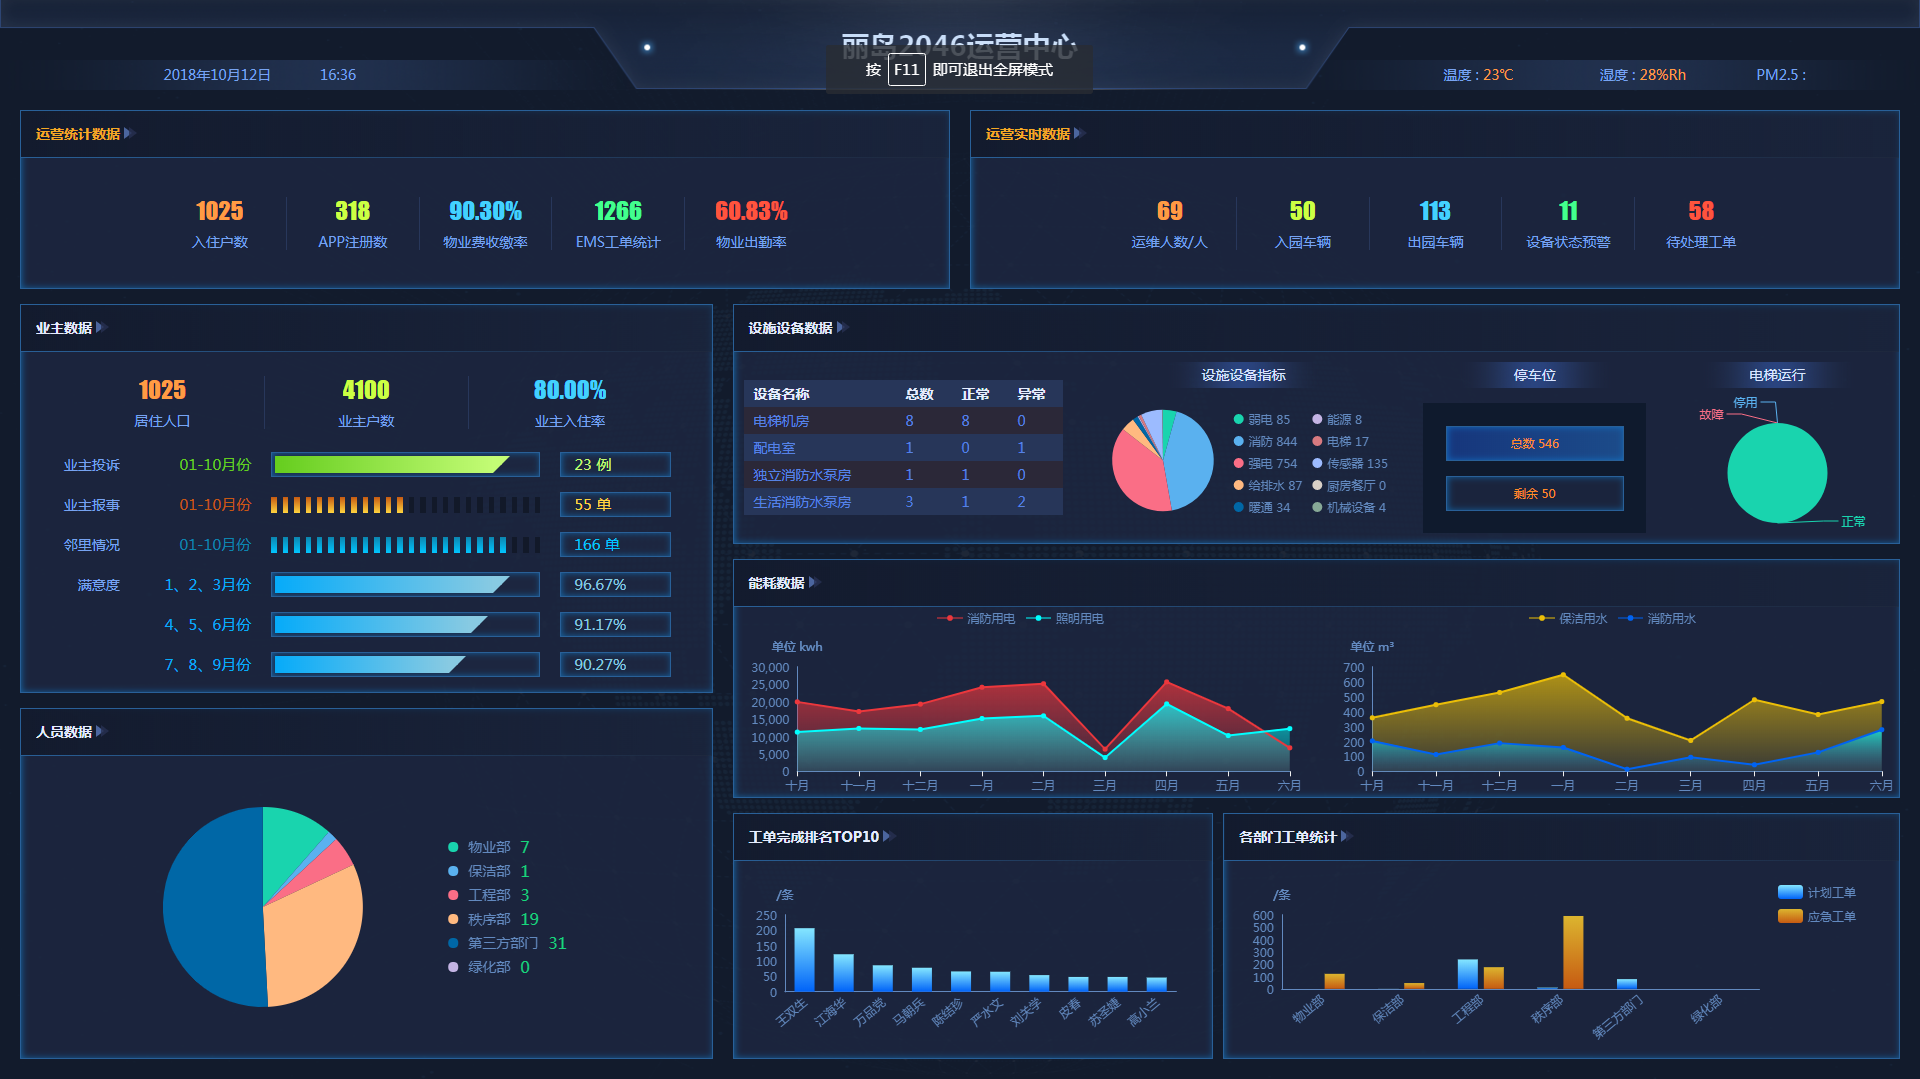 丽岛2046运营中心
按 F11 即可退出全屏模式
2018年10月12日 16:36
温度 : 23℃ 湿度 : 28%Rh PM2.5 :
运营统计数据
1025 318 90.30% 1266 60.83%
入住户数 APP注册数 物业费收缴率 EMS工单统计 物业出勤率
运营实时数据
69 50 113 11 58
运维人数/人 入园车辆 出园车辆 设备状态预警 待处理工单
业主数据
1025 4100 80.00%
居住人口 业主户数 业主入住率
业主投诉 01-10月份 23 例
业主报事 01-10月份 55 单
邻里情况 01-10月份 166 单
满意度 1、2、3月份 96.67%
4、5、6月份 91.17%
7、8、9月份 90.27%
人员数据
物业部 7
保洁部 1
工程部 3
秩序部 19
第三方部门 31
绿化部 0
设施设备数据
设备名称 总数 正常 异常
电梯机房 8 8 0
配电室 1 0 1
独立消防水泵房 1 1 0
生活消防水泵房 3 1 2
设施设备指标
弱电 85 能源 8
消防 844 电梯 17
强电 754 传感器 135
给排水 87 厨房餐厅 0
暖通 34 机械设备 4
停车位
总数 546
剩余 50
电梯运行
停用
故障
正常
能耗数据
消防用电 照明用电
单位 kwh
30,000
25,000
20,000
15,000
10,000
5,000
0
十月 十一月 十二月 一月 二月 三月 四月 五月 六月
保洁用水 消防用水
单位 m³
700
600
500
400
300
200
100
0
十月 十一月 十二月 一月 二月 三月 四月 五月 六月
工单完成排名TOP10
/条
250
200
150
100
50
0
王双生 江海华 万品党 马朝兵 陈结珍 严水文 刘关学 皮春 苏圣婕 高小兰
各部门工单统计
/条
计划工单
应急工单
600
500
400
300
200
100
0
物业部 保洁部 工程部 秩序部 第三方部门 绿化部